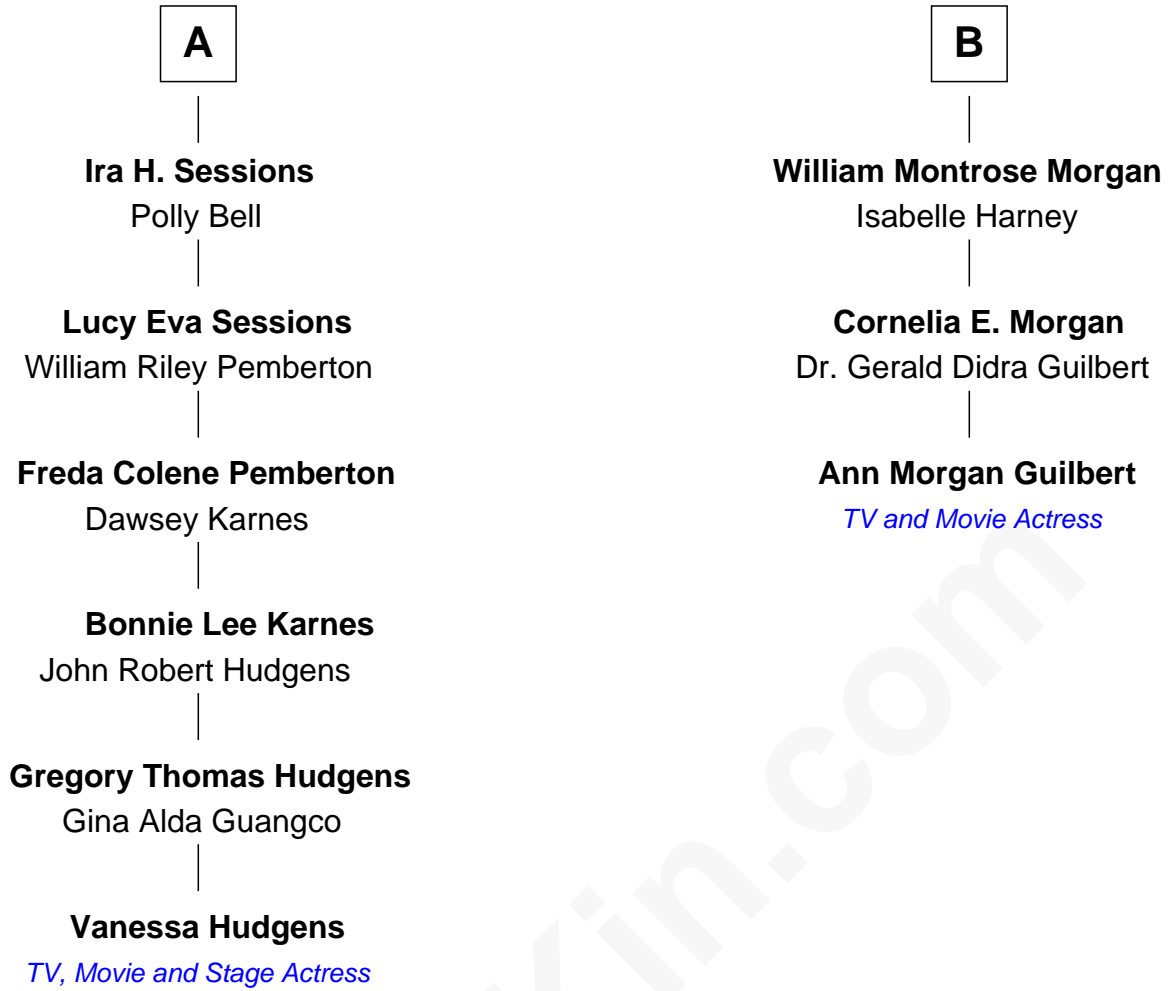 A
Ira H. Sessions
Polly Bell
Lucy Eva Sessions
William Riley Pemberton
Freda Colene Pemberton
Dawsey Karnes
Bonnie Lee Karnes
John Robert Hudgens
Gregory Thomas Hudgens
Gina Alda Guangco
Vanessa Hudgens
TV, Movie and Stage Actress
B
William Montrose Morgan
Isabelle Harney
Cornelia E. Morgan
Dr. Gerald Didra Guilbert
Ann Morgan Guilbert
TV and Movie Actress
Kin.com